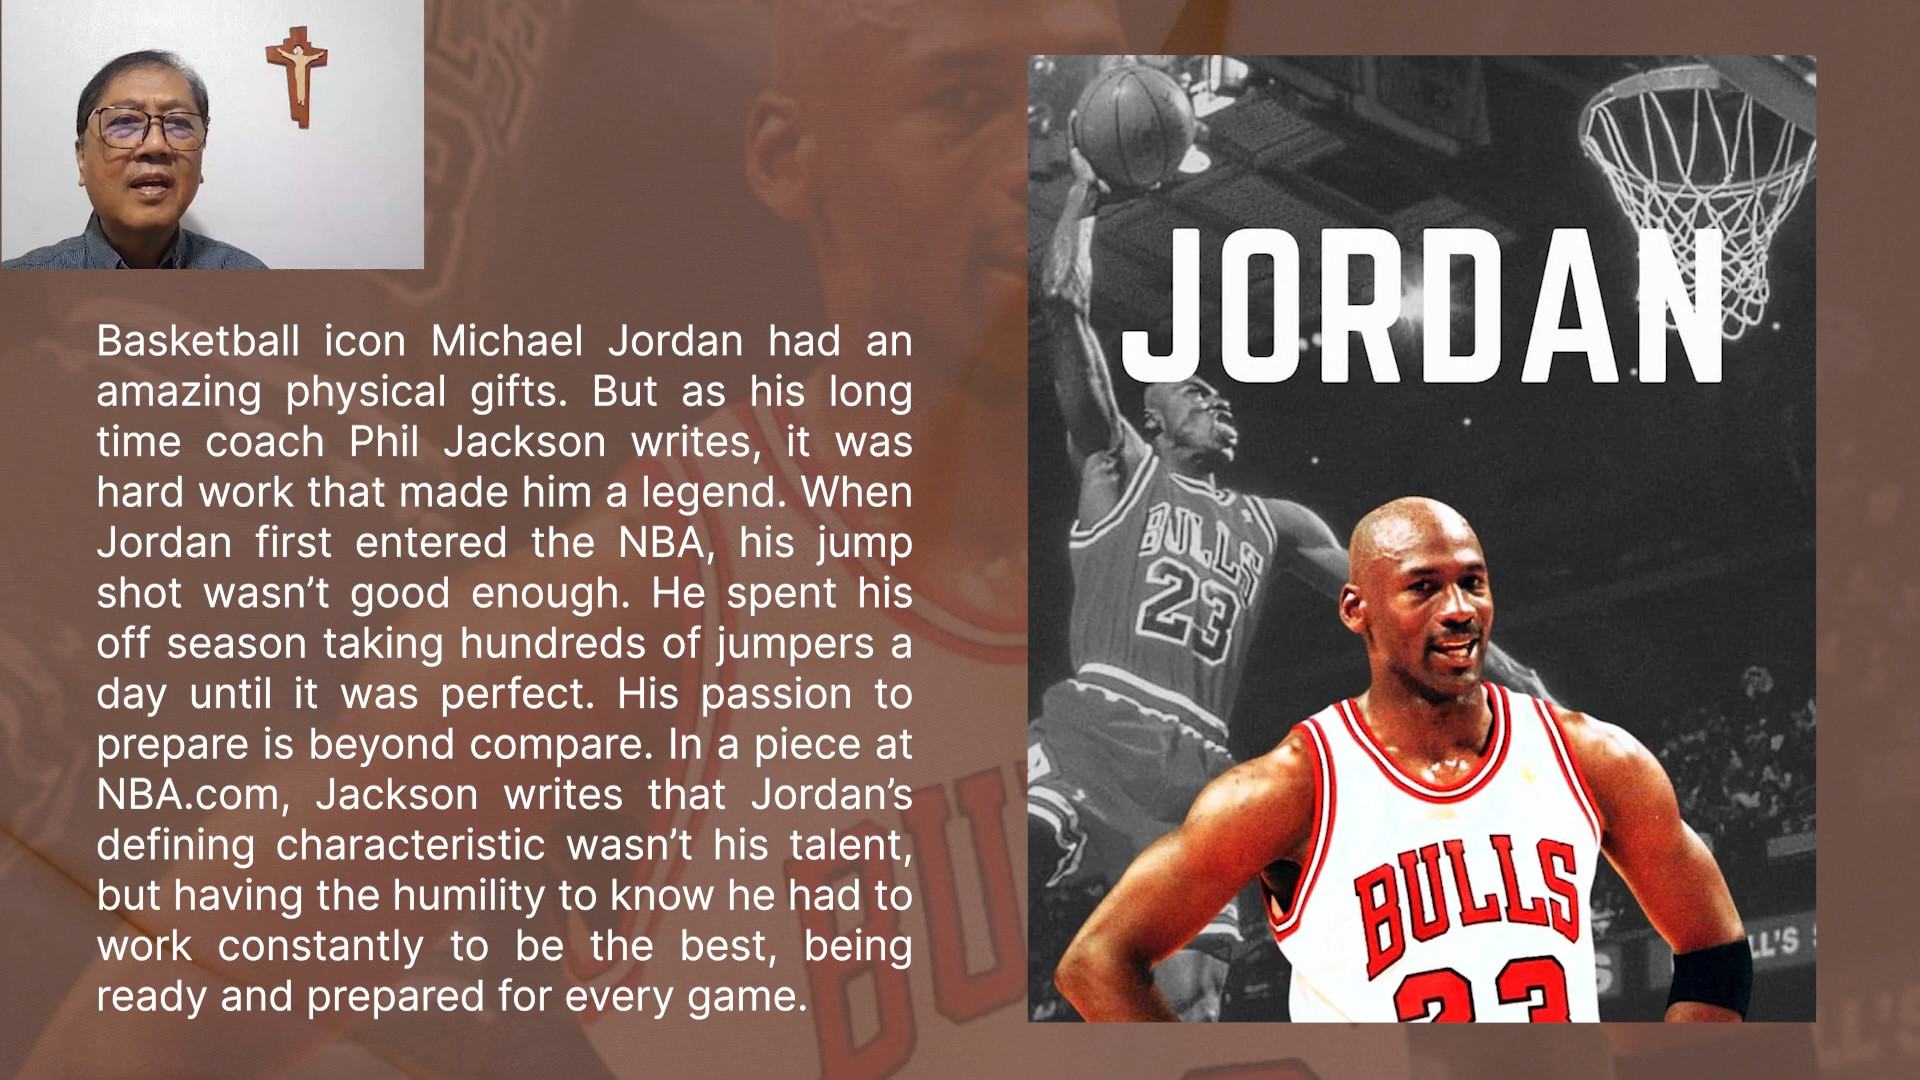 Basketball icon Michael Jordan had an
amazing physical gifts. But as his long
time coach Phil Jackson writes, it was
hard work that made him a legend. When
Jordan first entered the NBA, his jump
shot wasn’t good enough. He spent his
off season taking hundreds of jumpers a
day until it was perfect. His passion to
prepare is beyond compare. In a piece at
NBA.com, Jackson writes that Jordan’s
defining characteristic wasn’t his talent,
but having the humility to know he had to
work constantly to be the best, being
ready and prepared for every game.
JORDAN
BULLS
23
BULLS
23